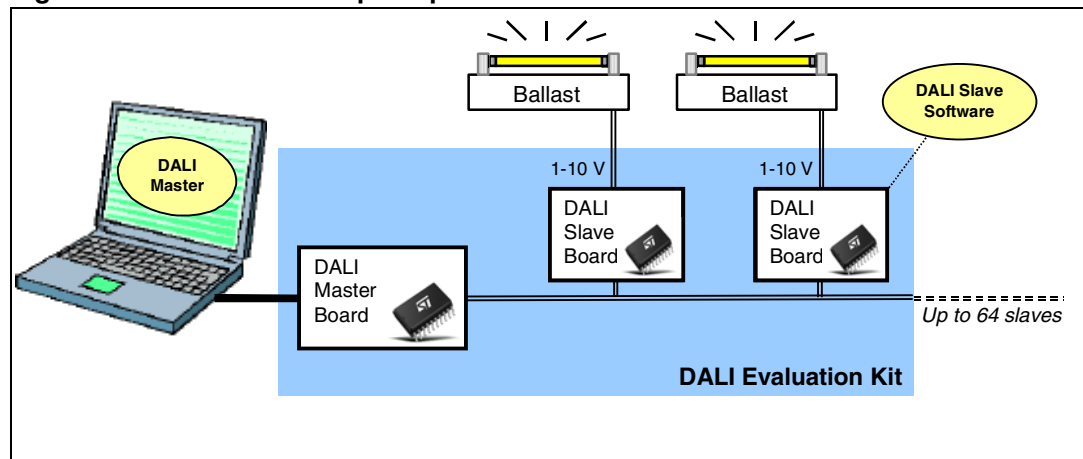 Ballast
Ballast
DALI Slave
Software
DALI
Master
1-10 V
1-10 V
DALI
Slave
Board
DALI
Slave
Board
DALI
Master
Board
Up to 64 slaves
DALI Evaluation Kit